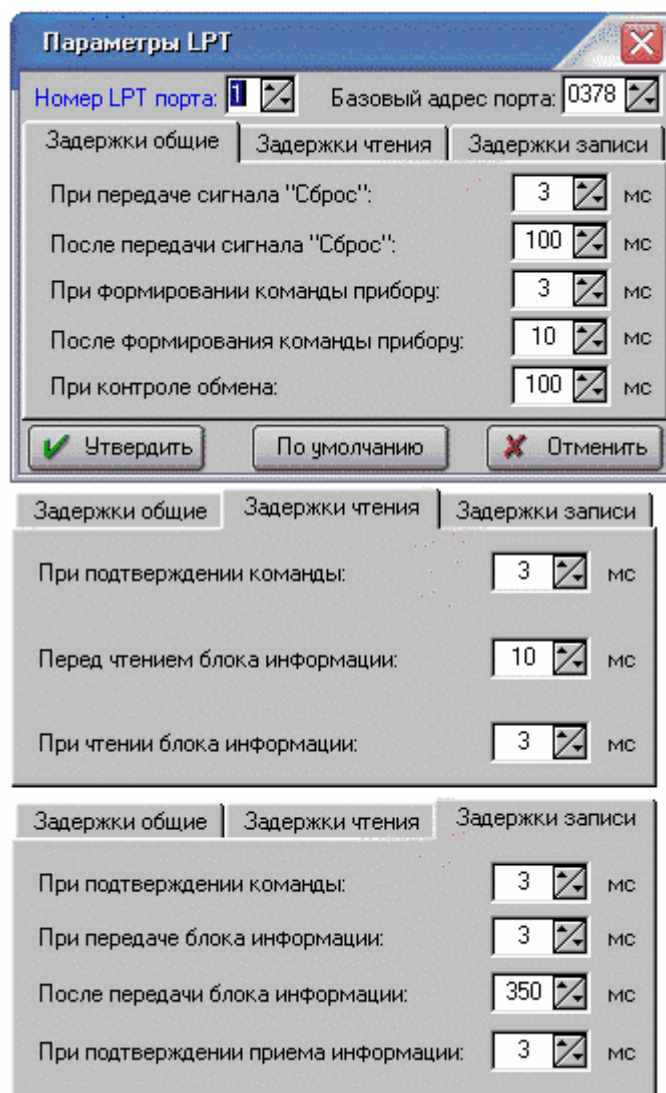 Параметры LPT
Номер LPT порта: 1 Базовый адрес порта: 0378
Задержки общие Задержки чтения Задержки записи
При передаче сигнала "Сброс": 3 мс
После передачи сигнала "Сброс": 100 мс
При формировании команды прибору: 3 мс
После формирования команды прибору: 10 мс
При контроле обмена: 100 мс
Утвердить По умолчанию Отменить
Задержки общие Задержки чтения Задержки записи
При подтверждении команды: 3 мс
Перед чтением блока информации: 10 мс
При чтении блока информации: 3 мс
Задержки общие Задержки чтения Задержки записи
При подтверждении команды: 3 мс
При передаче блока информации: 3 мс
После передачи блока информации: 350 мс
При подтверждении приема информации: 3 мс